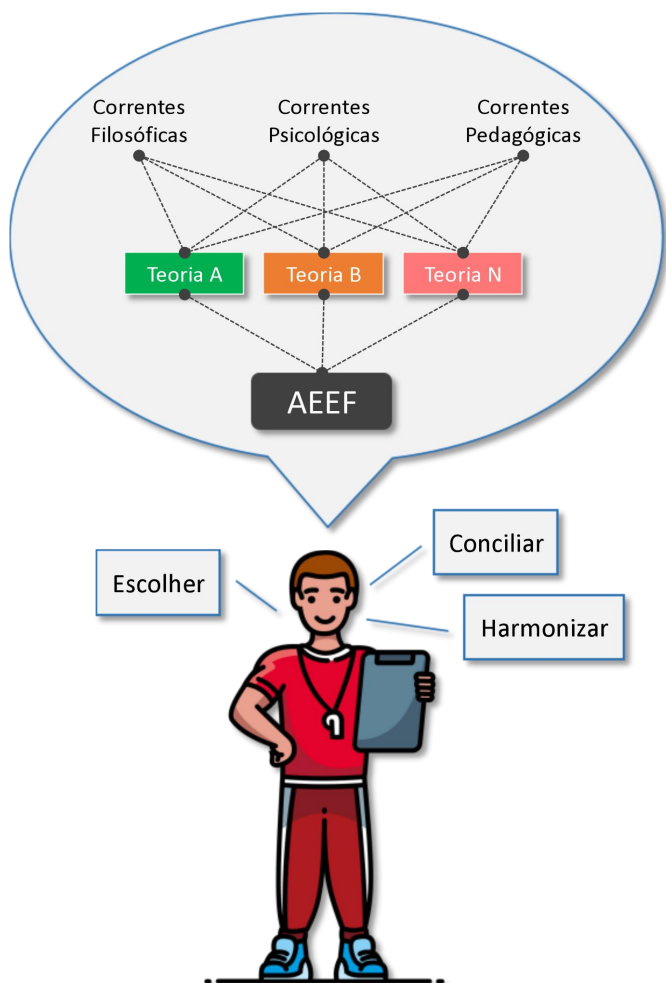 Correntes
Filosóficas
Correntes
Psicológicas
Correntes
Pedagógicas
Teoria A
Teoria B
Teoria N
AEEF
Conciliar
Escolher
Harmonizar